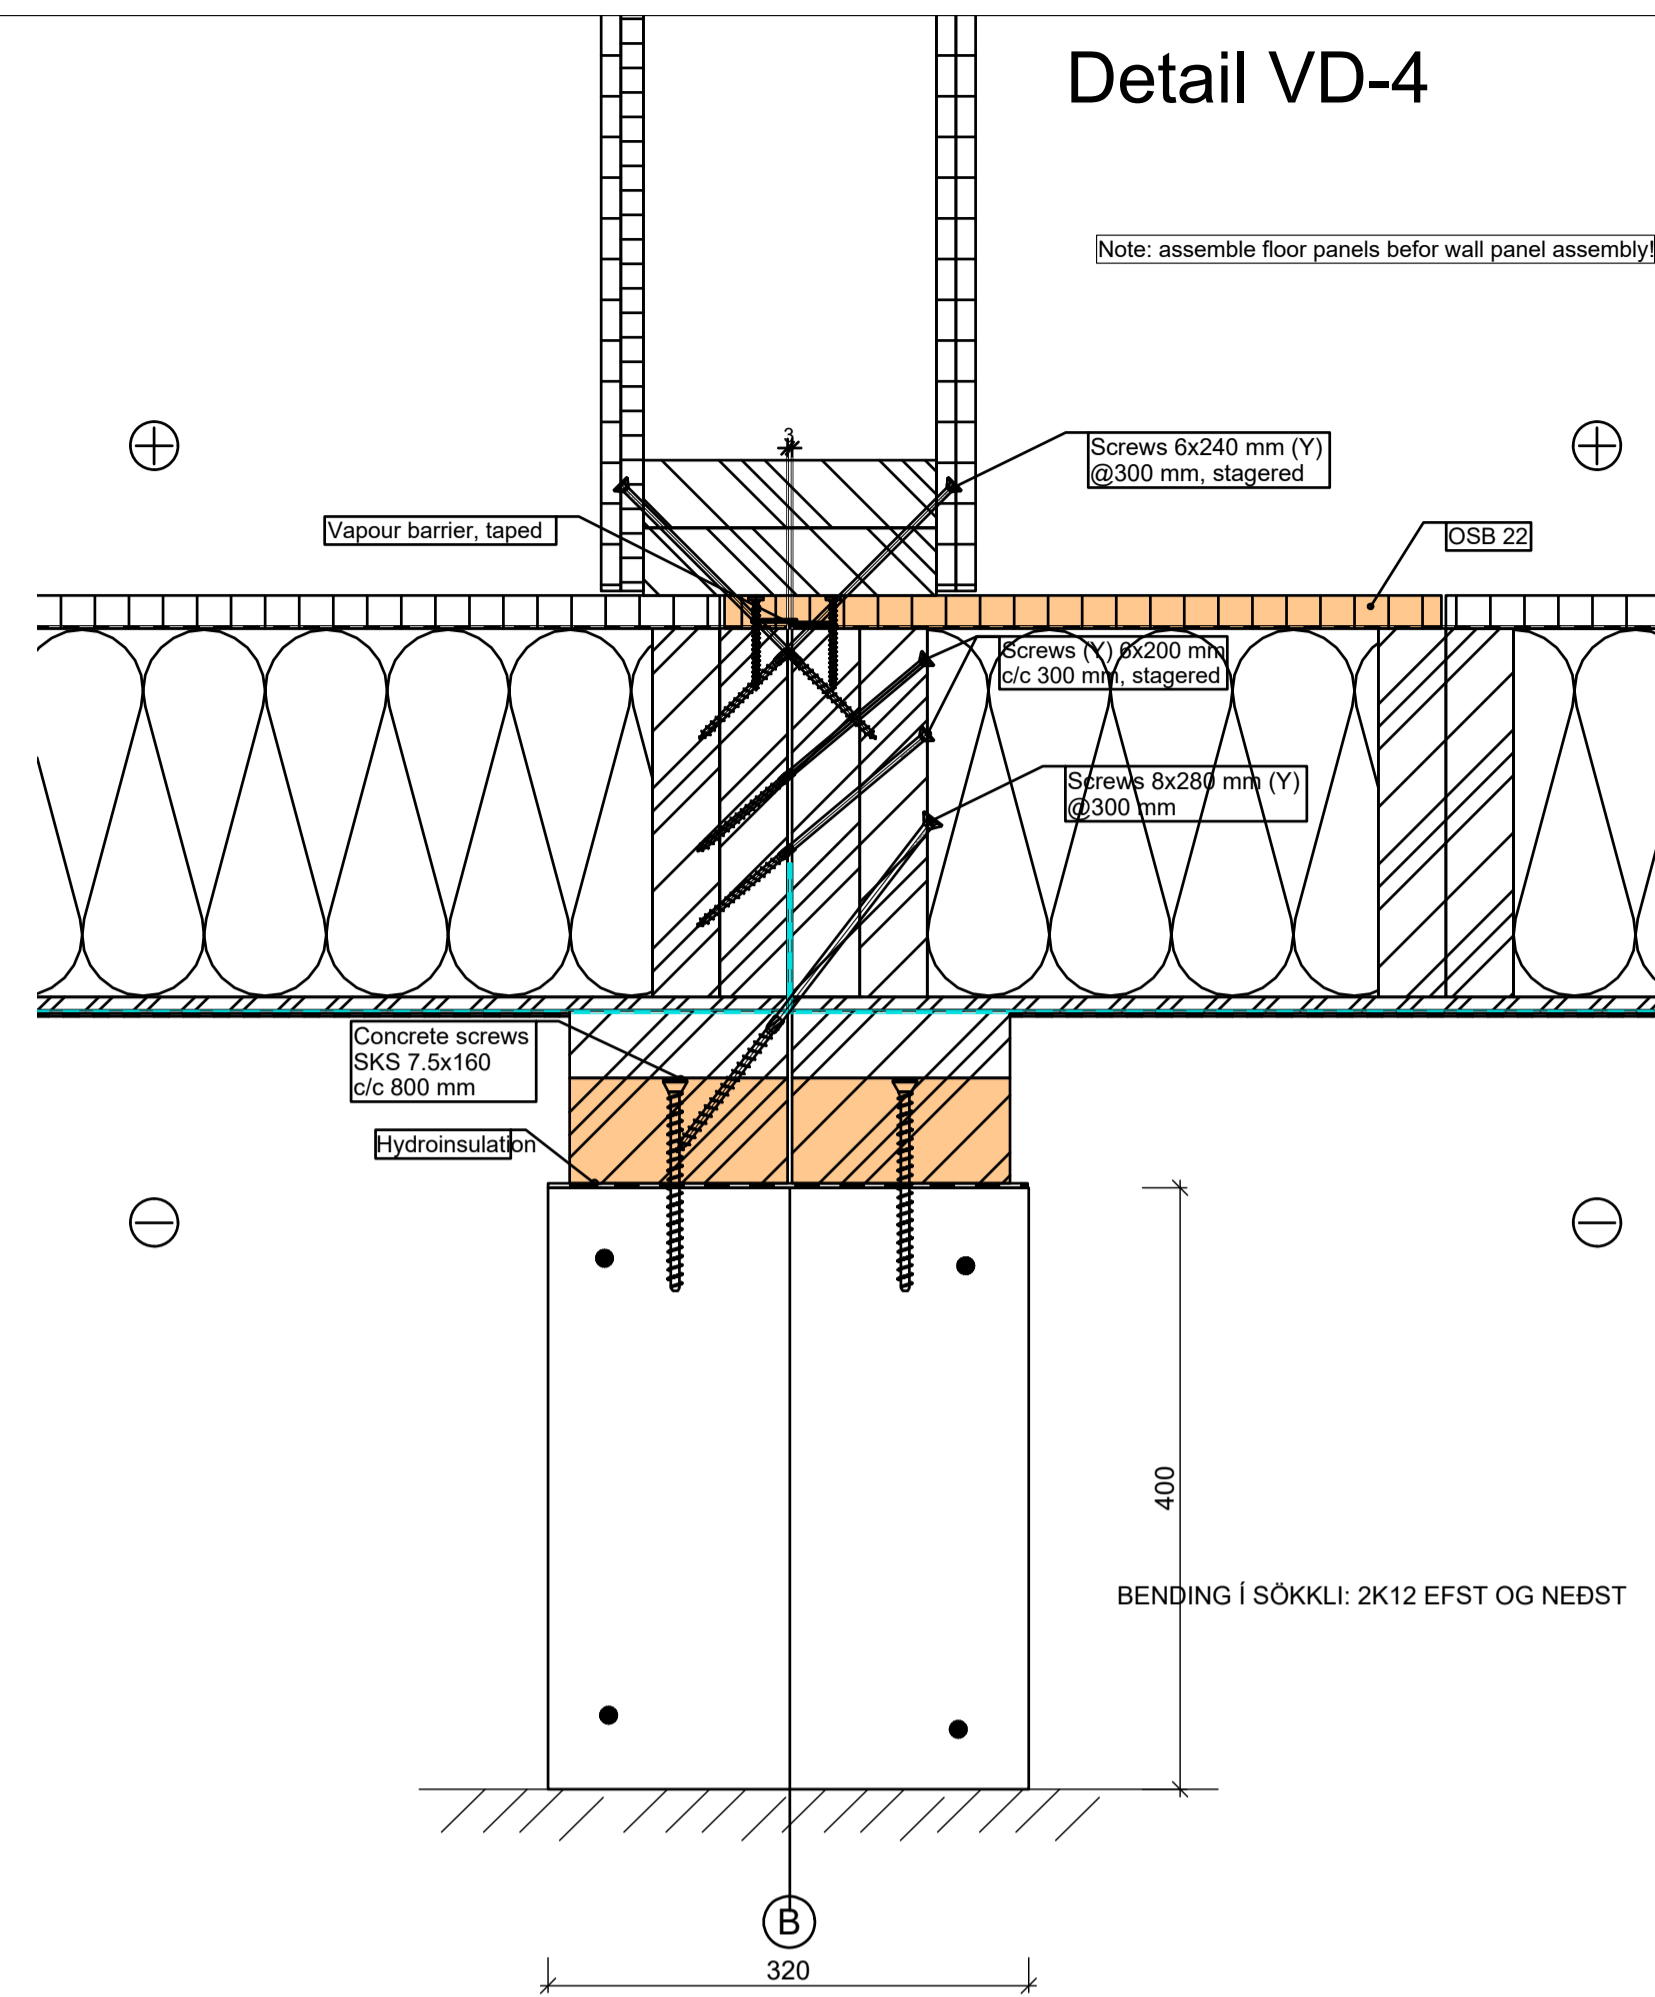 Detail VD-4
Note: assemble floor panels befor wall panel assembly!
3
Screws 6x240 mm (Y)
@300 mm, stagered
Vapour barrier, taped
OSB 22
Screws (Y) 6x200 mm
c/c 300 mm, stagered
Screws 8x280 mm (Y)
@300 mm
Concrete screws
SKS 7.5x160
c/c 800 mm
Hydroinsulation
400
BENDING Í SÖKKLI: 2K12 EFST OG NEÐST
B
320